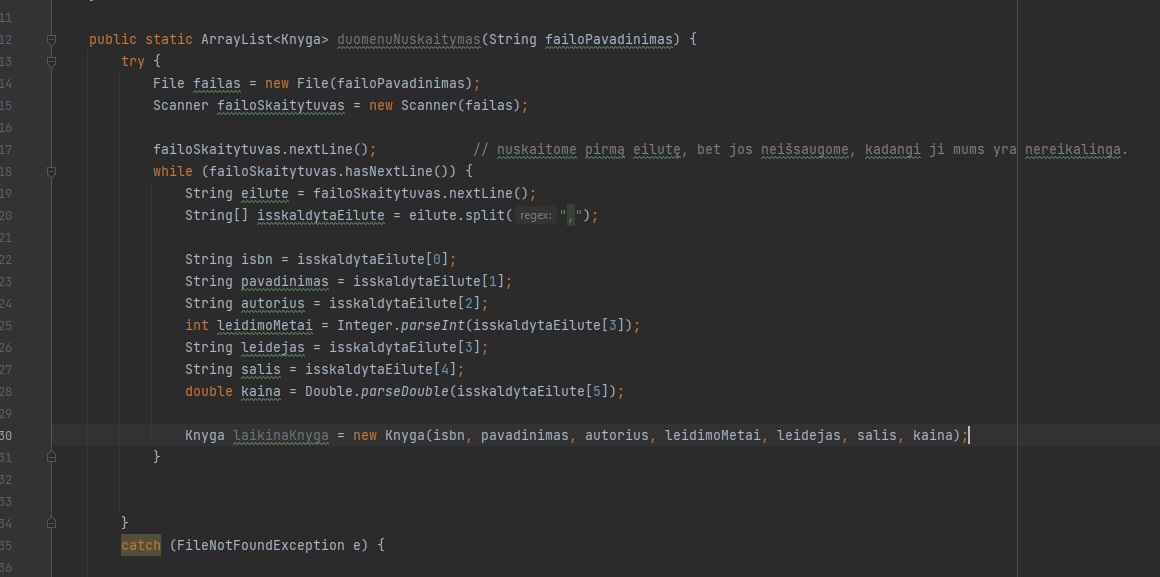 11
12 public static ArrayList<Knyga> duomenuNuskaitymas(String failoPavadinimas) {
13 try {
14 File failas = new File(failoPavadinimas);
15 Scanner failoSkaitytuvas = new Scanner(failas);
16
17 failoSkaitytuvas.nextLine(); // nuskaitome pirmą eilutę, bet jos neišsaugome, kadangi ji mums yra nereikalinga.
18 while (failoSkaitytuvas.hasNextLine()) {
19 String eilute = failoSkaitytuvas.nextLine();
20 String[] isskaldytaEilute = eilute.split( regex: ",");
21
22 String isbn = isskaldytaEilute[0];
23 String pavadinimas = isskaldytaEilute[1];
24 String autorius = isskaldytaEilute[2];
25 int leidimoMetai = Integer.parseInt(isskaldytaEilute[3]);
26 String leidejas = isskaldytaEilute[3];
27 String salis = isskaldytaEilute[4];
28 double kaina = Double.parseDouble(isskaldytaEilute[5]);
29
30 Knyga laikinaKnyga = new Knyga(isbn, pavadinimas, autorius, leidimoMetai, leidejas, salis, kaina);
31 }
32
33
34 }
35 catch (FileNotFoundException e) {
36